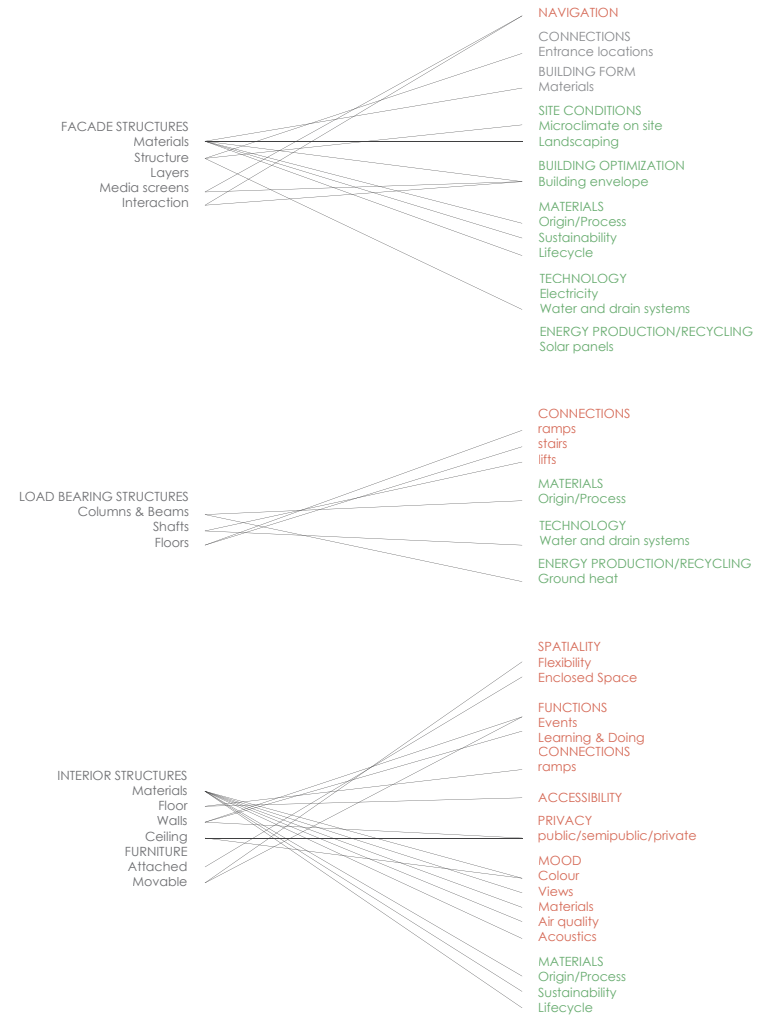 FACADE STRUCTURES
Materials
Structure
Layers
Media screens
Interaction
NAVIGATION
CONNECTIONS
Entrance locations
BUILDING FORM
Materials
SITE CONDITIONS
Microclimate on site
Landscaping
BUILDING OPTIMIZATION
Building envelope
MATERIALS
Origin/Process
Sustainability
Lifecycle
TECHNOLOGY
Electricity
Water and drain systems
ENERGY PRODUCTION/RECYCLING
Solar panels
LOAD BEARING STRUCTURES
Columns & Beams
Shafts
Floors
CONNECTIONS
ramps
stairs
lifts
MATERIALS
Origin/Process
TECHNOLOGY
Water and drain systems
ENERGY PRODUCTION/RECYCLING
Ground heat
INTERIOR STRUCTURES
Materials
Floor
Walls
Ceiling
FURNITURE
Attached
Movable
SPATIALITY
Flexibility
Enclosed Space
FUNCTIONS
Events
Learning & Doing
CONNECTIONS
ramps
ACCESSIBILITY
PRIVACY
public/semipublic/private
MOOD
Colour
Views
Materials
Air quality
Acoustics
MATERIALS
Origin/Process
Sustainability
Lifecycle